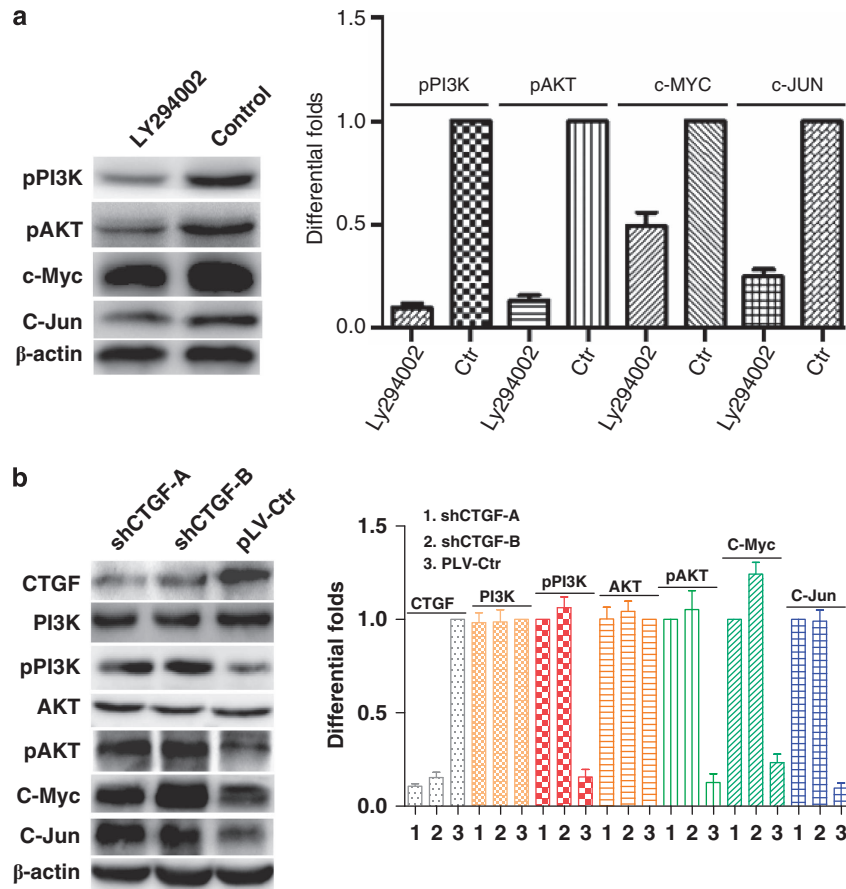 a
LY294002 Control
pPI3K
pAKT
c-Myc
C-Jun
β-actin
Differential folds
1.5
1.0
0.5
0.0
pPI3K pAKT c-MYC c-JUN
Ly294002 Ctr Ly294002 Ctr Ly294002 Ctr Ly294002 Ctr
b
shCTGF-A shCTGF-B pLV-Ctr
CTGF
PI3K
pPI3K
AKT
pAKT
C-Myc
C-Jun
β-actin
Differential folds
1.5
1.0
0.5
0.0
1. shCTGF-A
2. shCTGF-B
3. PLV-Ctr
CTGF PI3K pPI3K AKT pAKT C-Myc C-Jun
1 2 3 1 2 3 1 2 3 1 2 3 1 2 3 1 2 3 1 2 3